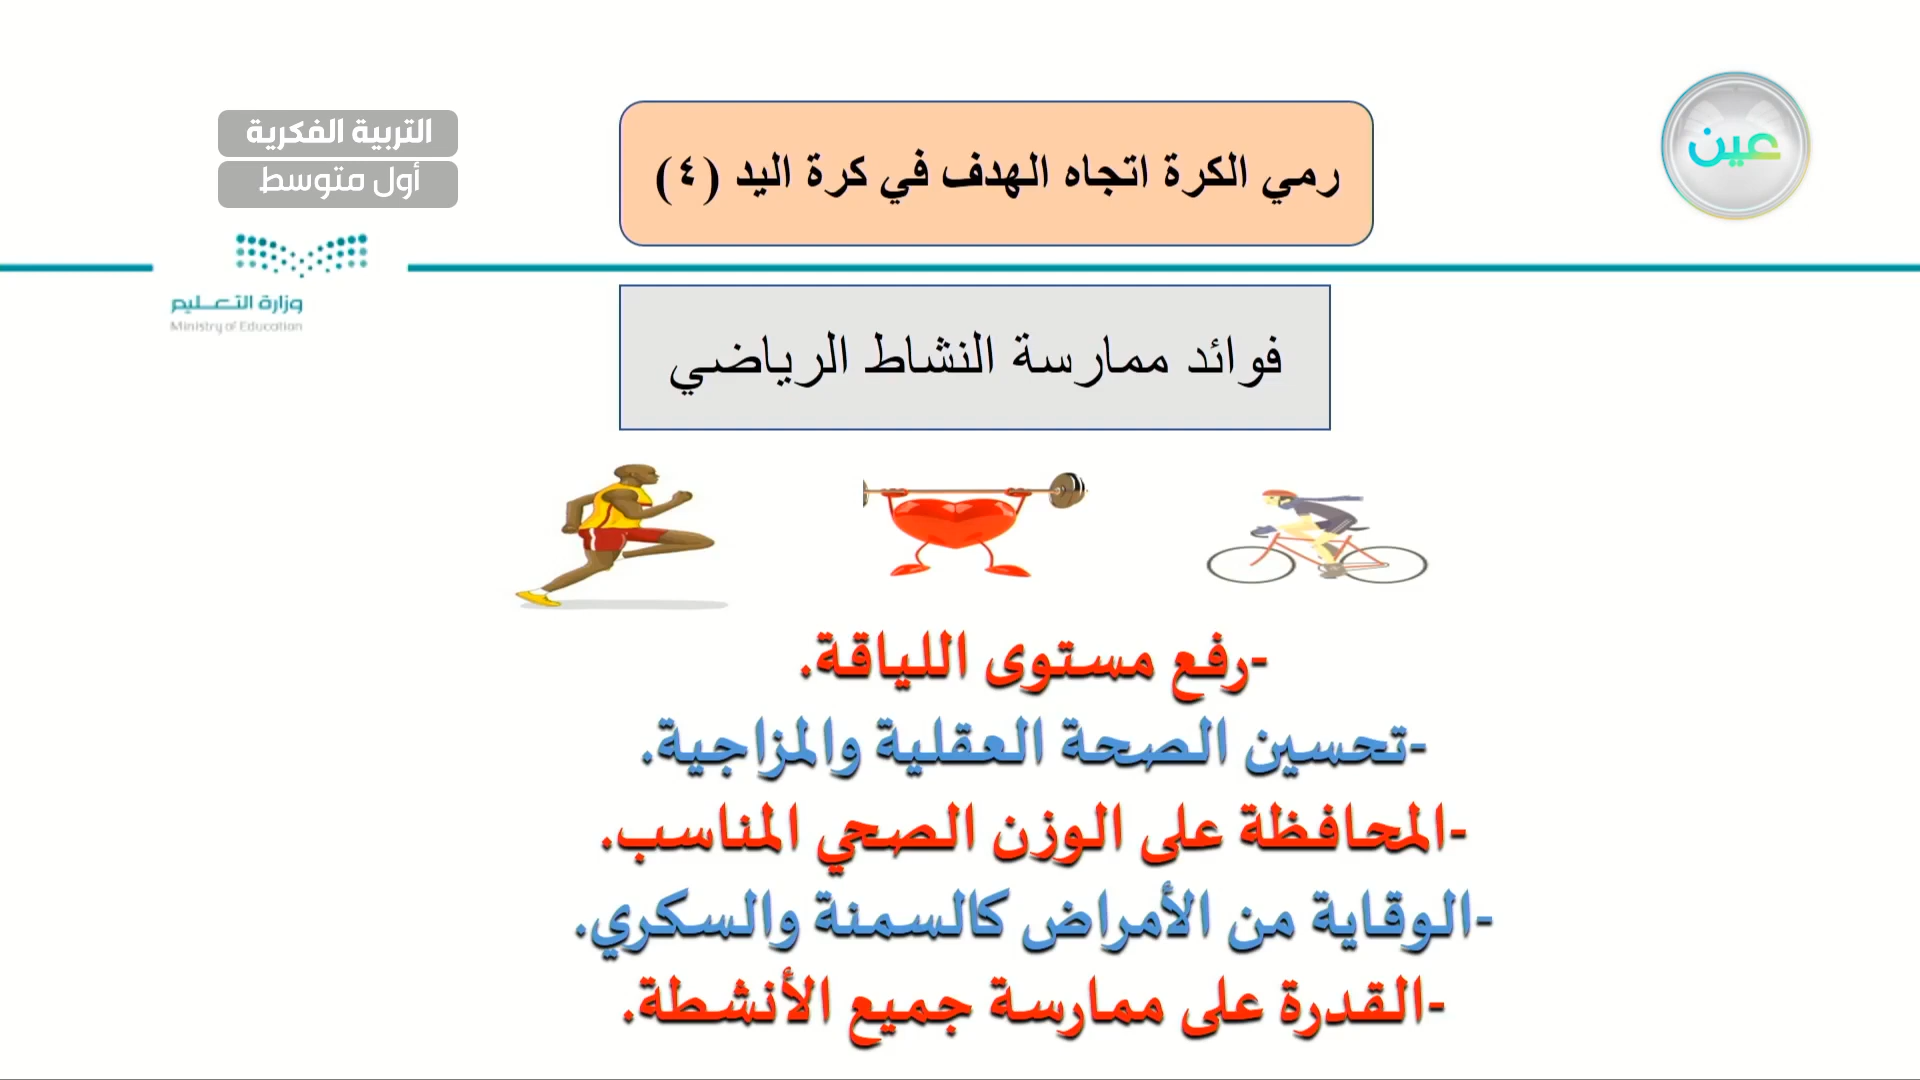 عين
رمي الكرة اتجاه الهدف في كرة اليد (٤)
التربية الفكرية
أول متوسط
وزارة التعليم
Ministry of Education
فوائد ممارسة النشاط الرياضي
-رفع مستوى اللياقة.
-تحسين الصحة العقلية والمزاجية.
-المحافظة على الوزن الصحي المناسب.
-الوقاية من الأمراض كالسمنة والسكري.
-القدرة على ممارسة جميع الأنشطة.